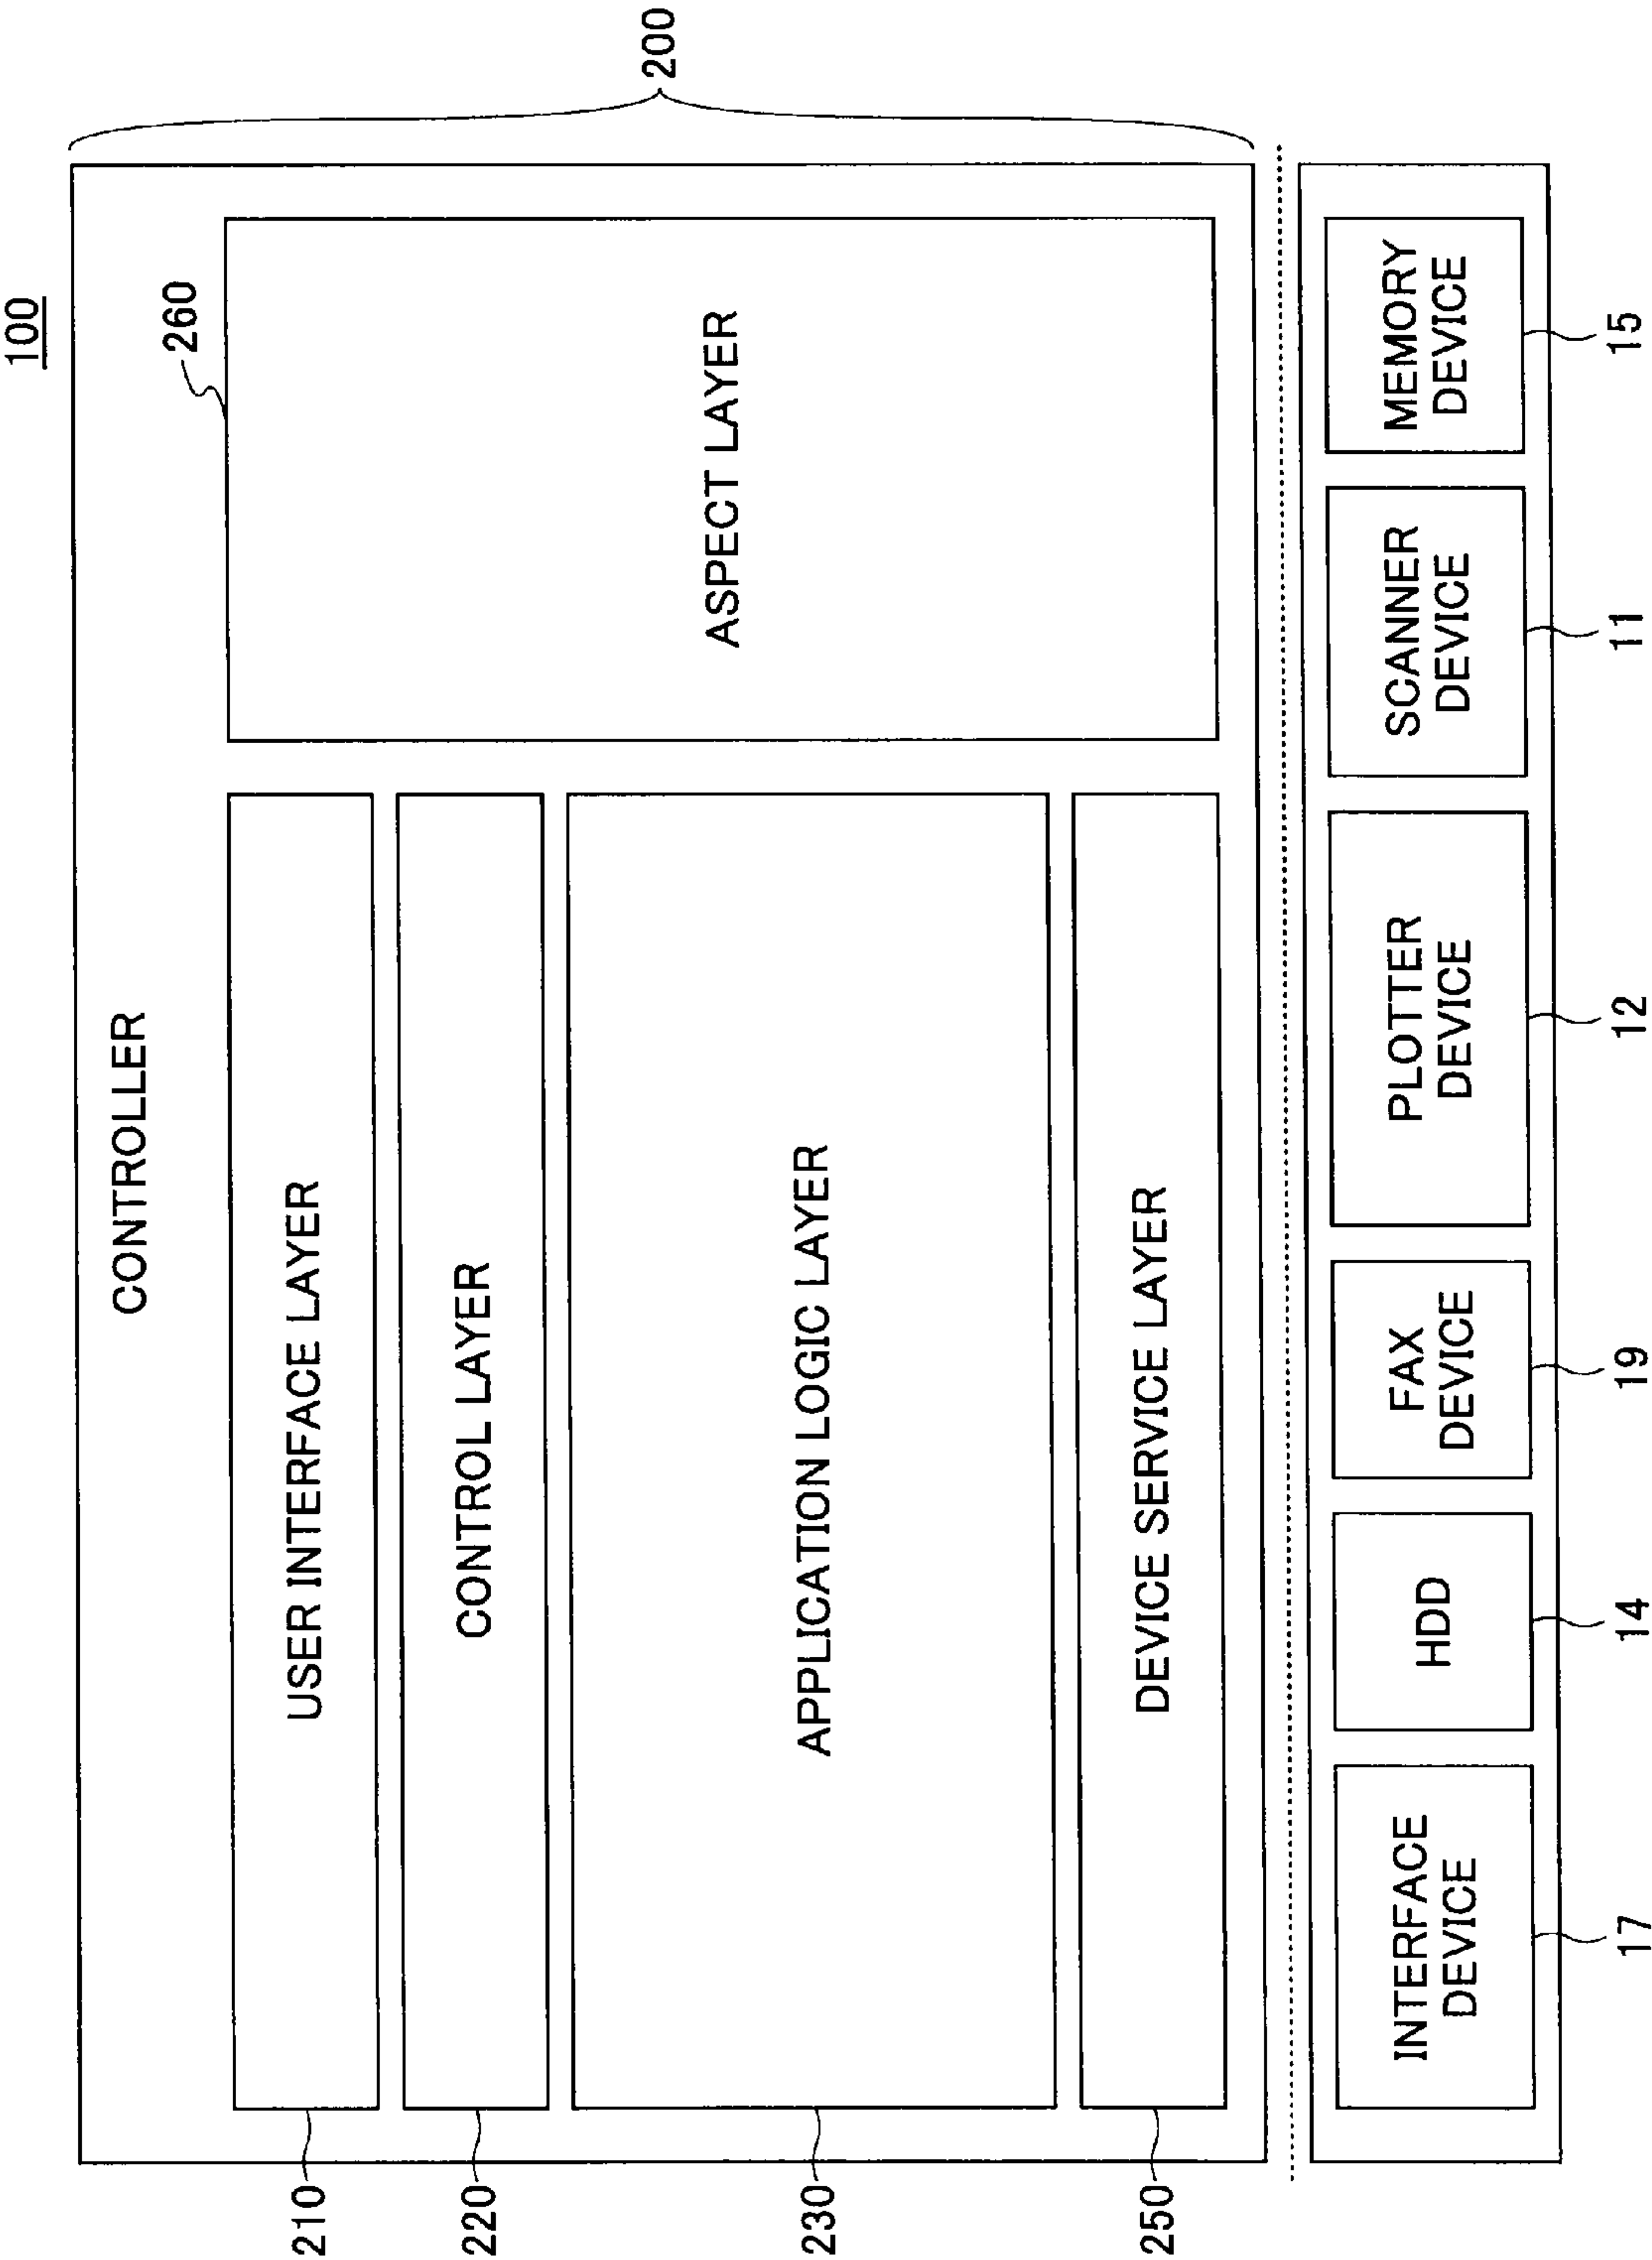 100
CONTROLLER
200
260
210
USER INTERFACE LAYER
220
CONTROL LAYER
230
APPLICATION LOGIC LAYER
250
DEVICE SERVICE LAYER
ASPECT LAYER
INTERFACE
DEVICE
17
HDD
14
FAX
DEVICE
19
PLOTTER
DEVICE
12
SCANNER
DEVICE
11
MEMORY
DEVICE
15